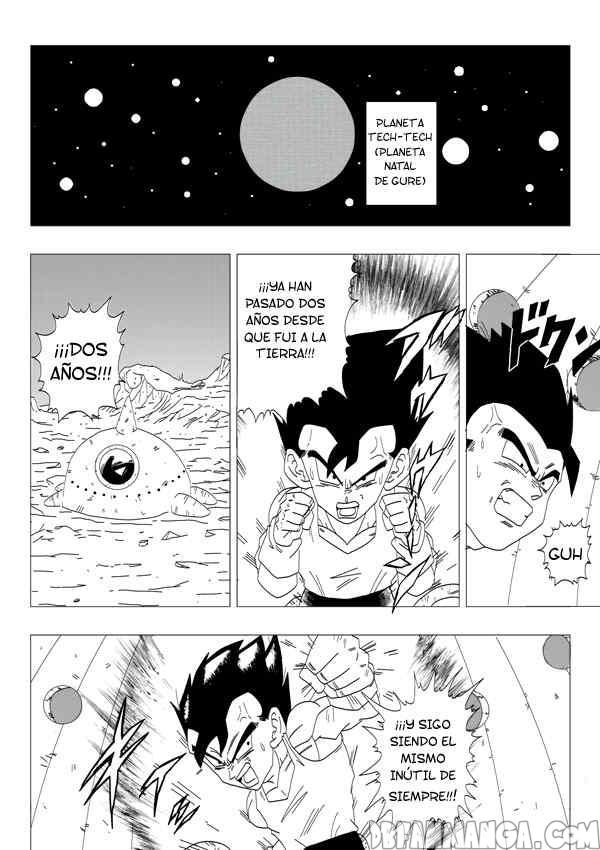 PLANETA
TECH-TECH
(PLANETA
NATAL
DE GURE)
¡¡¡DOS
AÑOS!!!
¡¡¡YA HAN
PASADO DOS
AÑOS DESDE
QUE FUI A LA
TIERRA!!!
ドクン
GUH
¡¡¡Y SIGO
SIENDO EL
MISMO
INÚTIL DE
SIEMPRE!!!
DBFANMANGA.COM